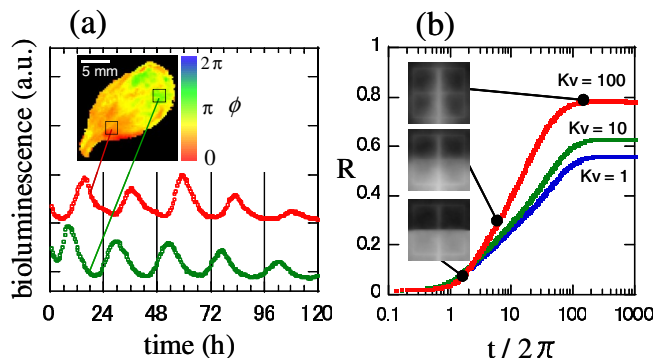 (a)
bioluminescence (a.u.)
5 mm
2π
π
0
ϕ
0 24 48 72 96 120
time (h)
(b)
R
1
0.8
0.6
0.4
0.2
0
Kv = 100
Kv = 10
Kv = 1
0.1 1 10 100 1000
t / 2π